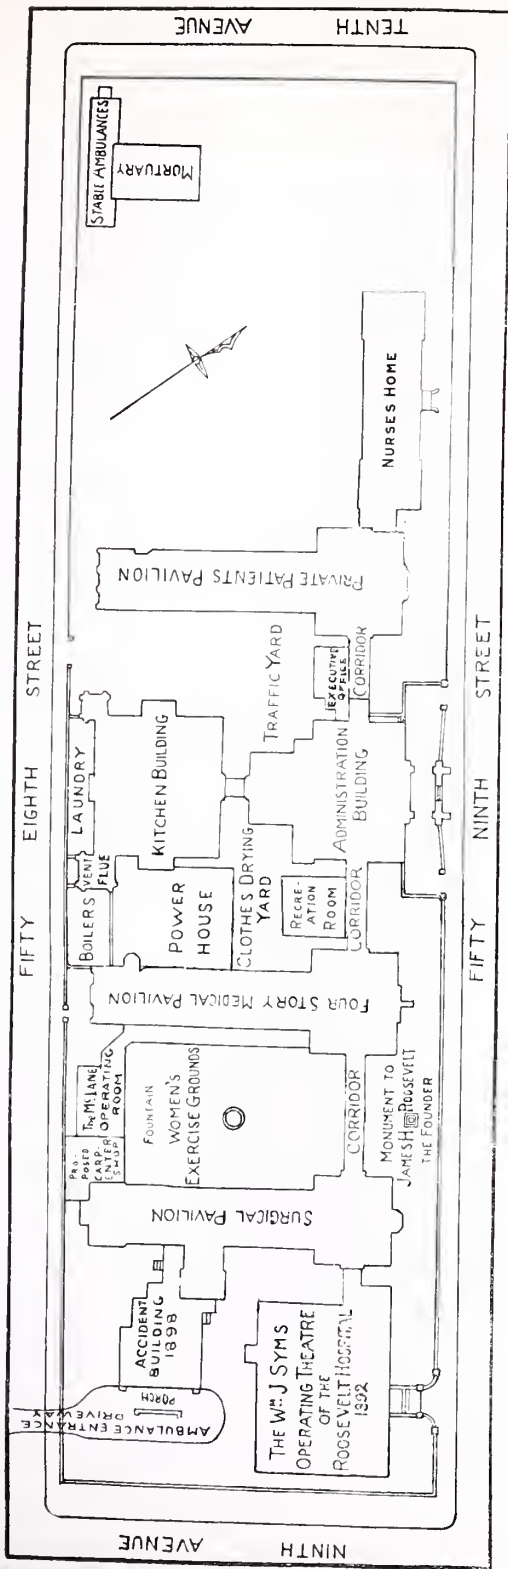 TENTH AVENUE
STABLE AMBULANCES
MORTUARY
NURSES HOME
PRIVATE PATIENTS PAVILION
FIFTY EIGHTH STREET
FIFTY NINTH STREET
TRAFFIC YARD
EXECUTIVE
OFFICE
CORRIDOR
LAUNDRY
KITCHEN BUILDING
ADMINISTRATION
BUILDING
VENT
FLUE
BOILERS
POWER
HOUSE
CLOTHES DRYING
YARD
RECRE-
ATION
ROOM
CORRIDOR
FOUR STORY MEDICAL PAVILION
THE McLANE
OPERATING
ROOM
PRO-
POSED
CARP-
ENTER
SHOP
FOUNTAIN
WOMEN'S
EXERCISE GROUNDS
CORRIDOR
MONUMENT TO
JAMES H ROOSEVELT
THE FOUNDER
SURGICAL PAVILION
ACCIDENT
BUILDING
1898
PORCH
AMBULANCE ENTRANCE
DRIVEWAY
THE WM J SYMS
OPERATING THEATRE
OF THE
ROOSEVELT HOSPITAL
1892
NINTH AVENUE